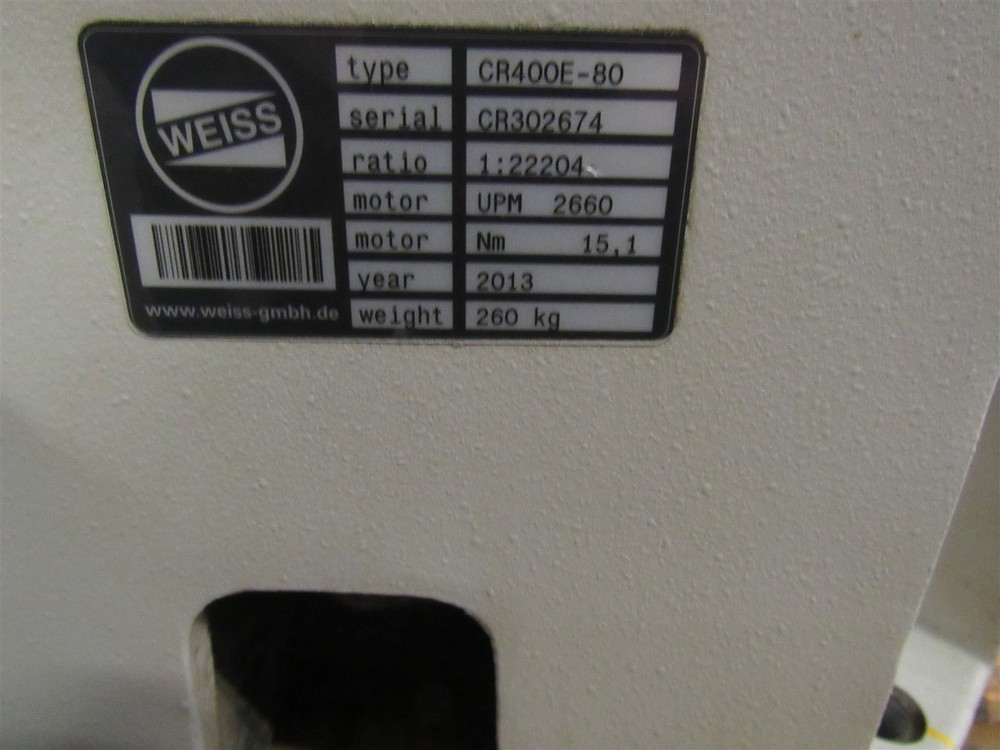 WEISS
www.weiss-gmbh.de
type CR400E-80
serial CR302674
ratio 1:22204
motor UPM 2660
motor Nm 15,1
year 2013
weight 260 kg